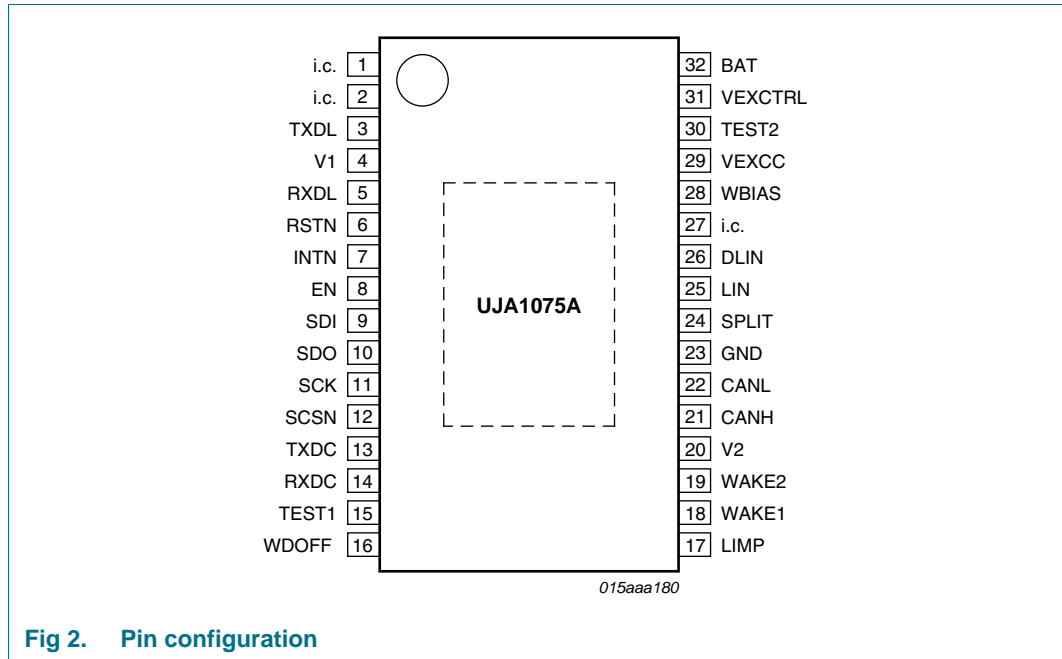 i.c. 1 32 BAT
i.c. 2 31 VEXCTRL
TXDL 3 30 TEST2
V1 4 29 VEXCC
RXDL 5 28 WBIAS
RSTN 6 27 i.c.
INTN 7 26 DLIN
EN 8 25 LIN
UJA1075A
SDI 9 24 SPLIT
SDO 10 23 GND
SCK 11 22 CANL
SCSN 12 21 CANH
TXDC 13 20 V2
RXDC 14 19 WAKE2
TEST1 15 18 WAKE1
WDOFF 16 17 LIMP
015aaa180
Fig 2. Pin configuration